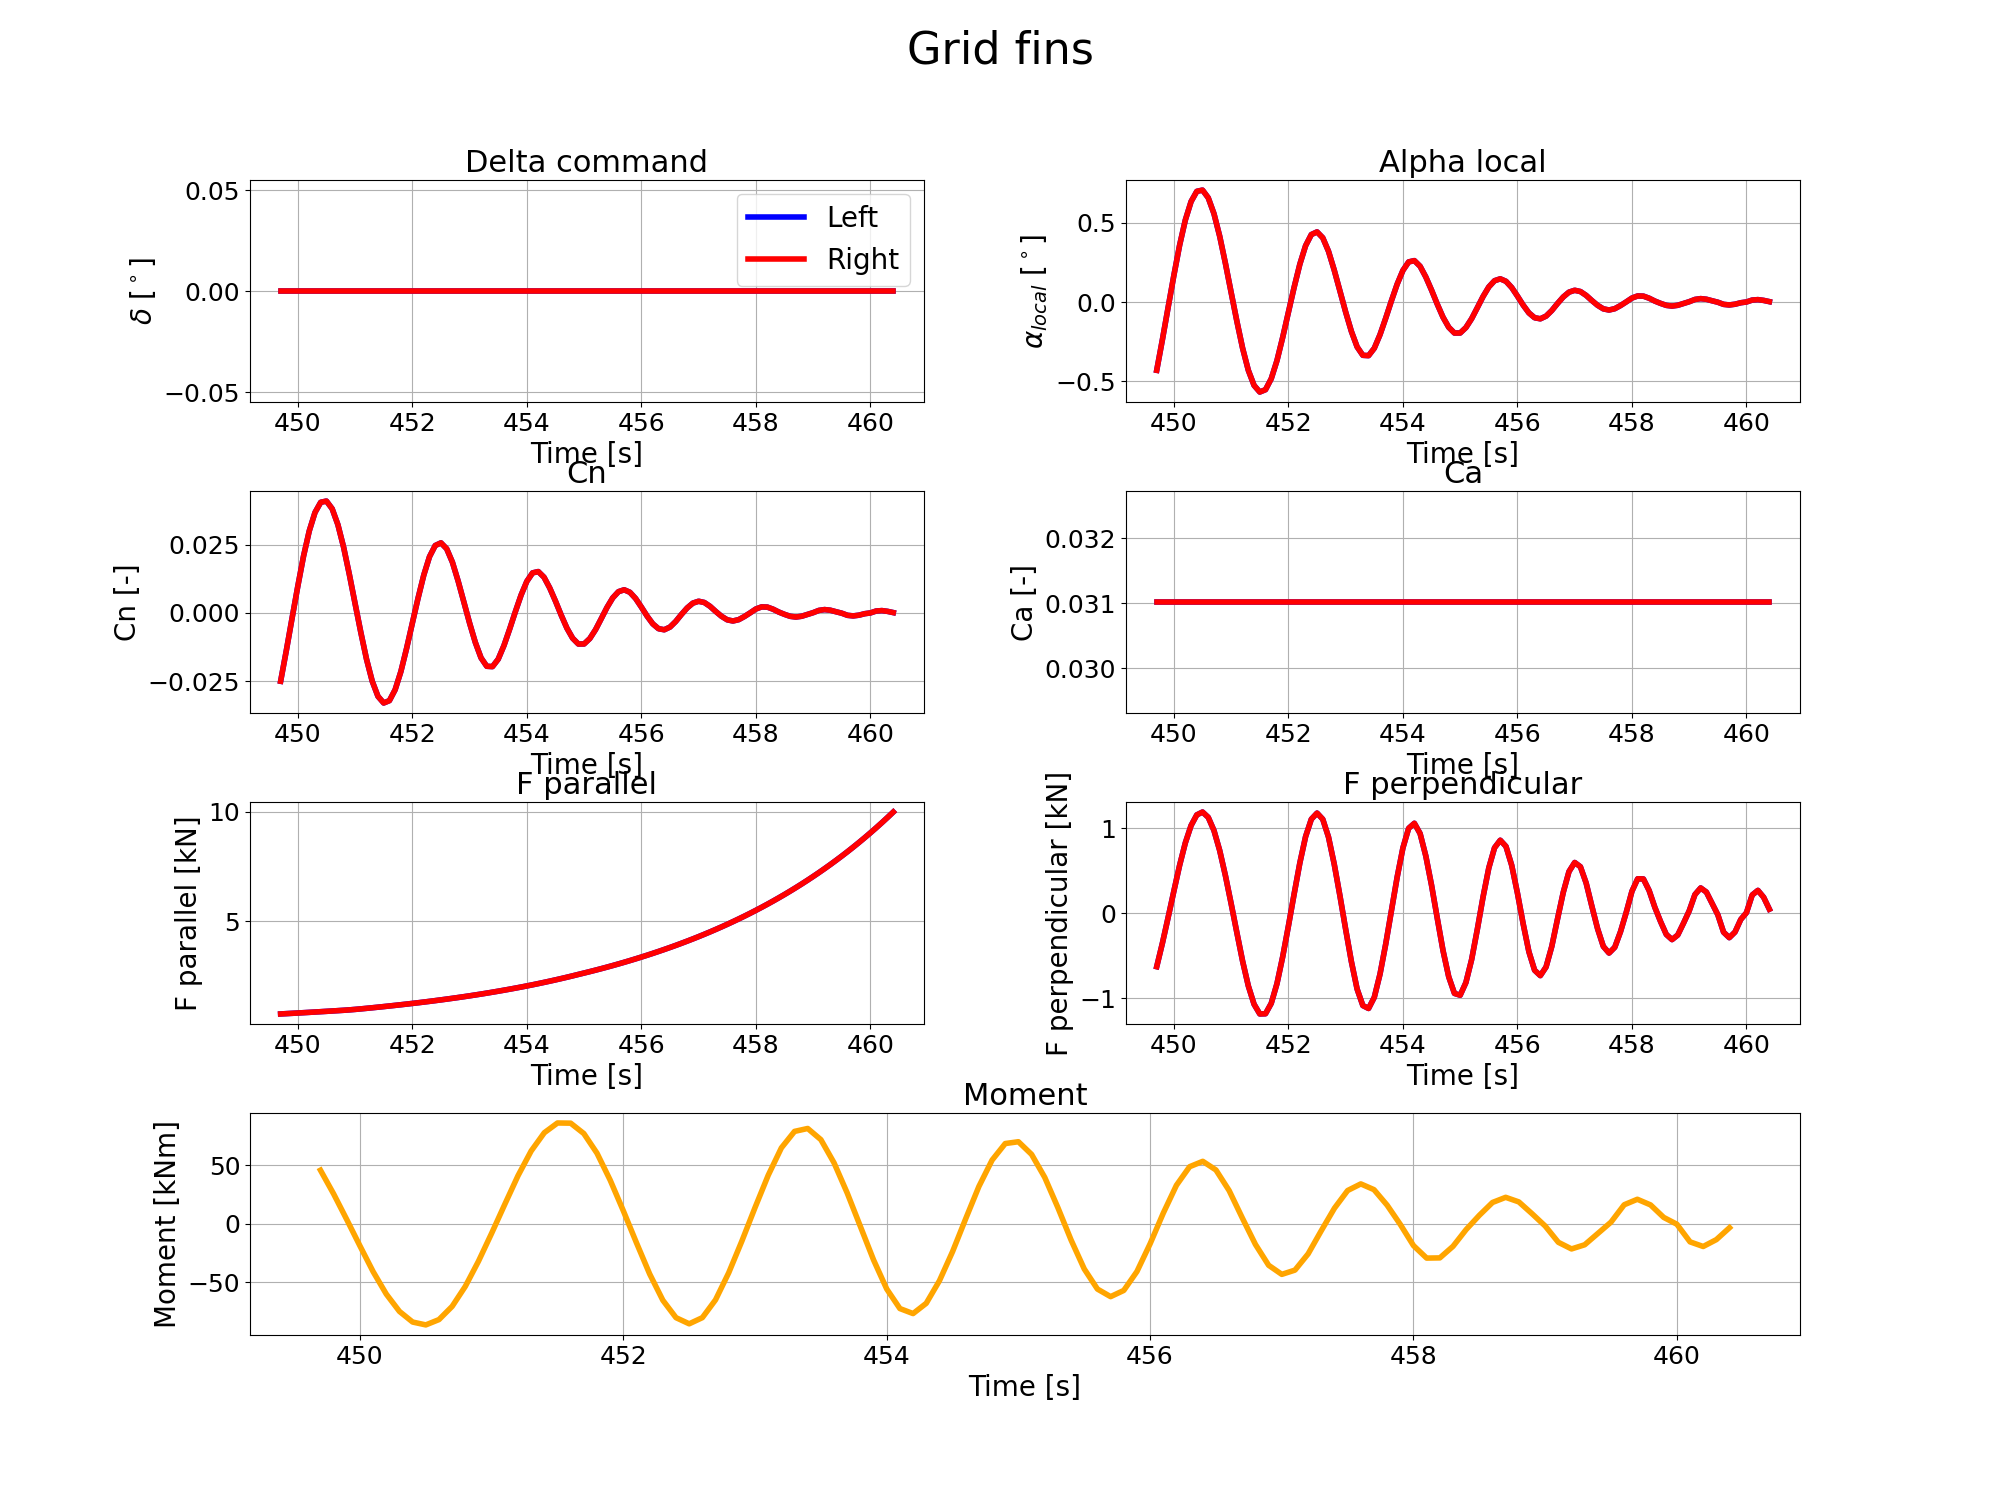 Grid fins
Delta command
0.05
0.00
−0.05
δ [°]
Left
Right
450 452 454 456 458 460
Time [s]
Alpha local
0.5
0.0
−0.5
αlocal [°]
450 452 454 456 458 460
Time [s]
Cn
0.025
0.000
−0.025
Cn [-]
450 452 454 456 458 460
Time [s]
Ca
0.032
0.031
0.030
Ca [-]
450 452 454 456 458 460
Time [s]
F parallel
10
5
F parallel [kN]
450 452 454 456 458 460
Time [s]
F perpendicular
1
0
−1
F perpendicular [kN]
450 452 454 456 458 460
Time [s]
Moment
50
0
−50
Moment [kNm]
450 452 454 456 458 460
Time [s]